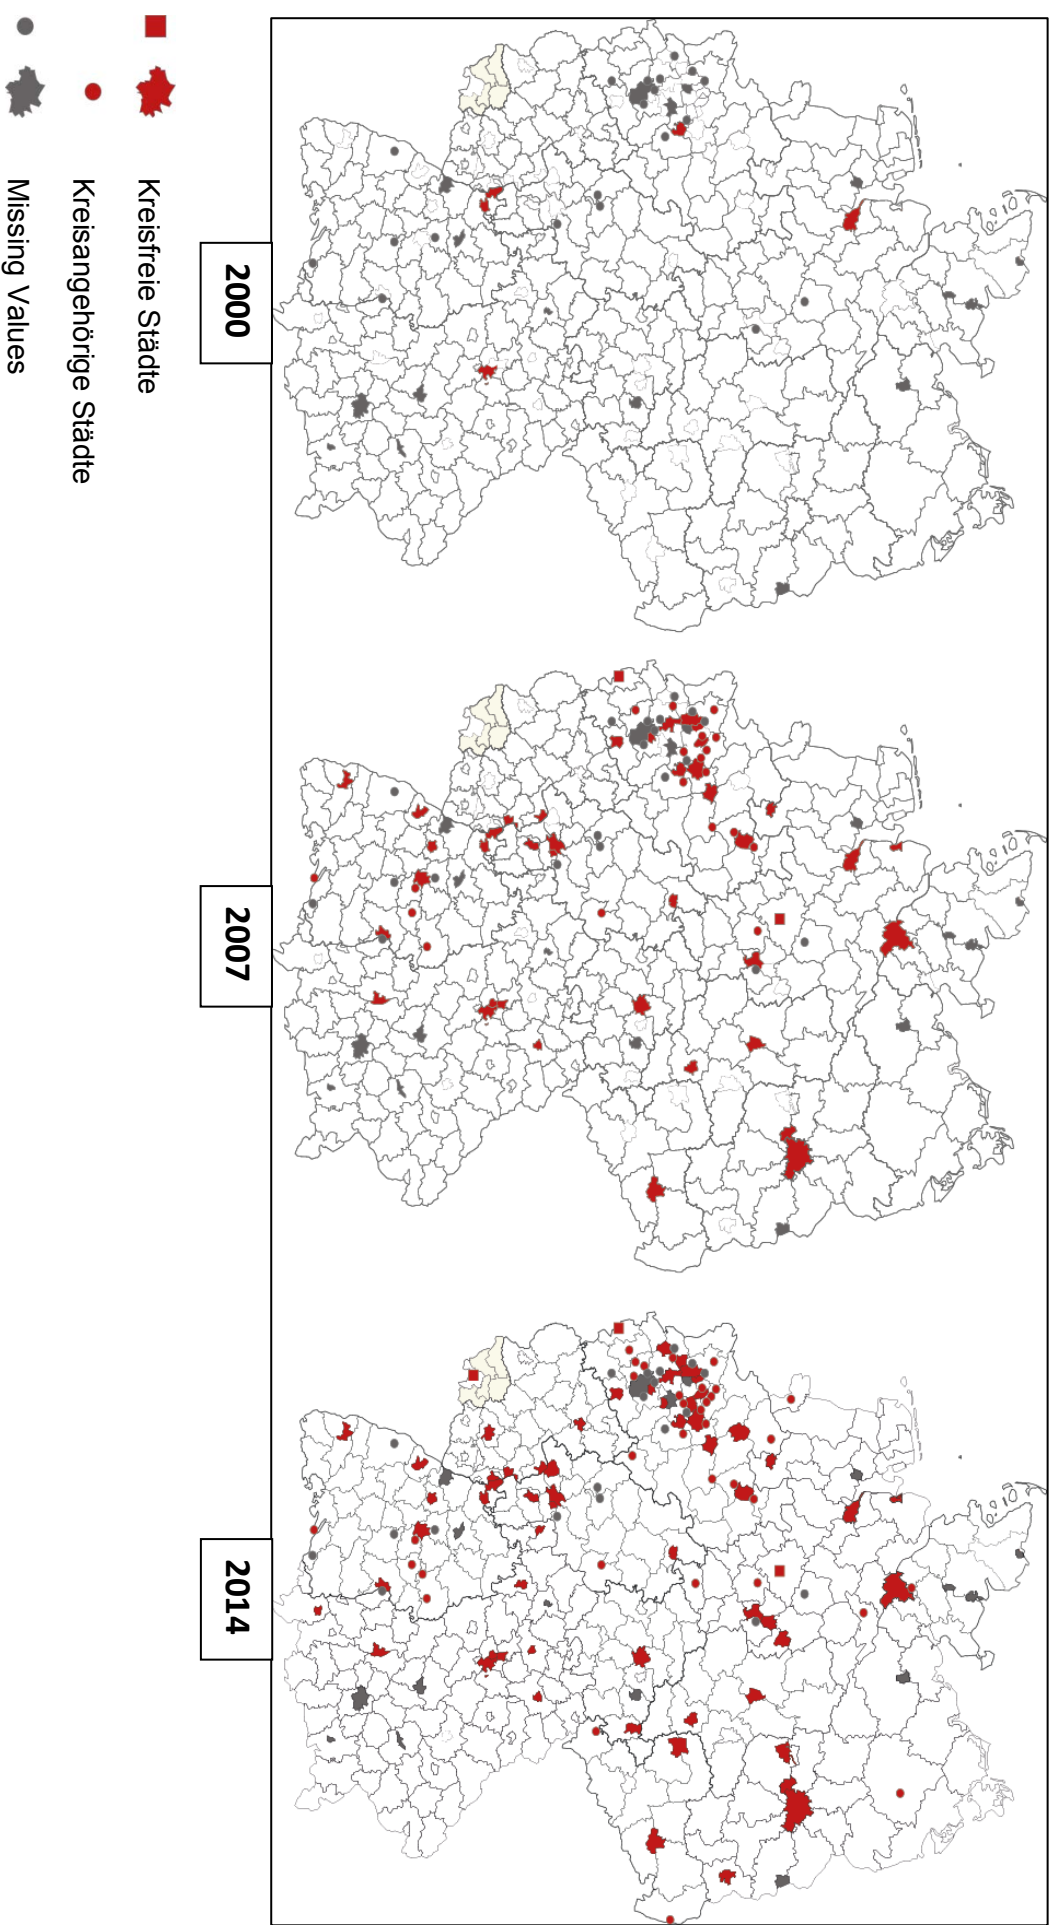 2000
2007
2014
Kreisfreie Städte
Kreisangehörige Städte
Missing Values